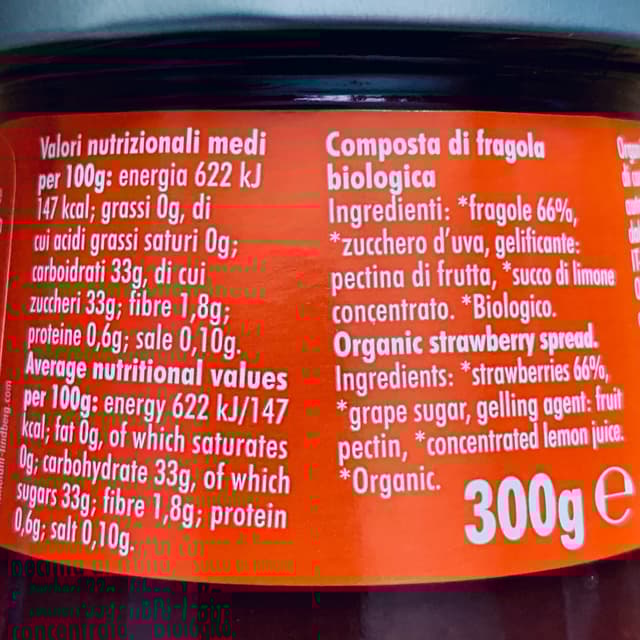 Valori nutrizionali medi
per 100g: energia 622 kJ
147 kcal; grassi 0g, di
cui acidi grassi saturi 0g;
carboidrati 33g, di cui
zuccheri 33g; fibre 1,8g;
proteine 0,6g; sale 0,10g.
Average nutritional values
per 100g: energy 622 kJ/147
kcal; fat 0g, of which saturates
0g; carbohydrate 33g, of which
sugars 33g; fibre 1,8g; protein
0,6g; salt 0,10g.
Composta di fragola
biologica
Ingredienti: *fragole 66%,
*zucchero d'uva, gelificante:
pectina di frutta, *succo di limone
concentrato. *Biologico.
Organic strawberry spread.
Ingredients: *strawberries 66%,
*grape sugar, gelling agent: fruit
pectin, *concentrated lemon juice.
*Organic.
300g e